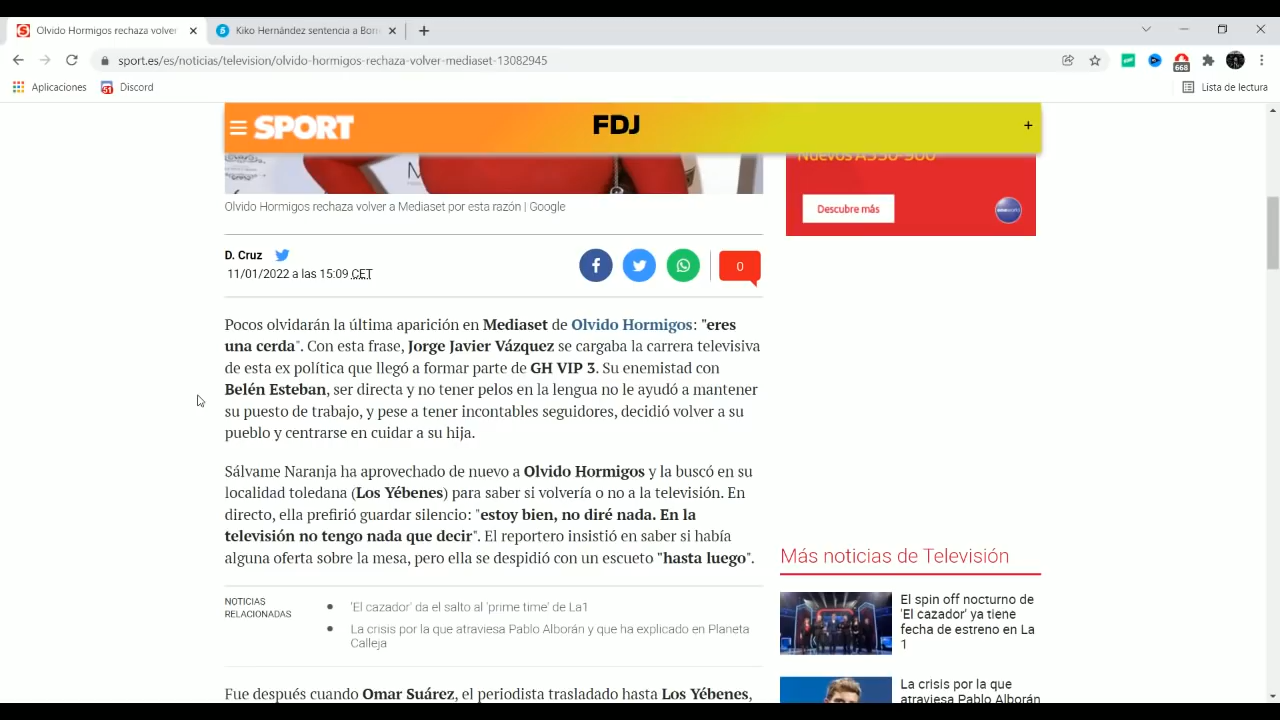 Olvido Hormigos rechaza volver
Kiko Hernández sentencia a Bor
sport.es/es/noticias/television/olvido-hormigos-rechaza-volver-mediaset-13082945
668
Aplicaciones
Discord
Lista de lectura
SPORT
FDJ
+
Nuevos A330-900
Descubre más
Olvido Hormigos rechaza volver a Mediaset por esta razón | Google
D. Cruz
11/01/2022 a las 15:09 CET
0
Pocos olvidarán la última aparición en Mediaset de Olvido Hormigos: "eres
una cerda". Con esta frase, Jorge Javier Vázquez se cargaba la carrera televisiva
de esta ex política que llegó a formar parte de GH VIP 3. Su enemistad con
Belén Esteban, ser directa y no tener pelos en la lengua no le ayudó a mantener
su puesto de trabajo, y pese a tener incontables seguidores, decidió volver a su
pueblo y centrarse en cuidar a su hija.
Sálvame Naranja ha aprovechado de nuevo a Olvido Hormigos y la buscó en su
localidad toledana (Los Yébenes) para saber si volvería o no a la televisión. En
directo, ella prefirió guardar silencio: "estoy bien, no diré nada. En la
televisión no tengo nada que decir". El reportero insistió en saber si había
alguna oferta sobre la mesa, pero ella se despidió con un escueto "hasta luego".
NOTICIAS
RELACIONADAS
'El cazador' da el salto al 'prime time' de La1
La crisis por la que atraviesa Pablo Alborán y que ha explicado en Planeta
Calleja
Fue después cuando Omar Suárez, el periodista trasladado hasta Los Yébenes,
Más noticias de Televisión
El spin off nocturno de
'El cazador' ya tiene
fecha de estreno en La
1
La crisis por la que
atraviesa Pablo Alborán